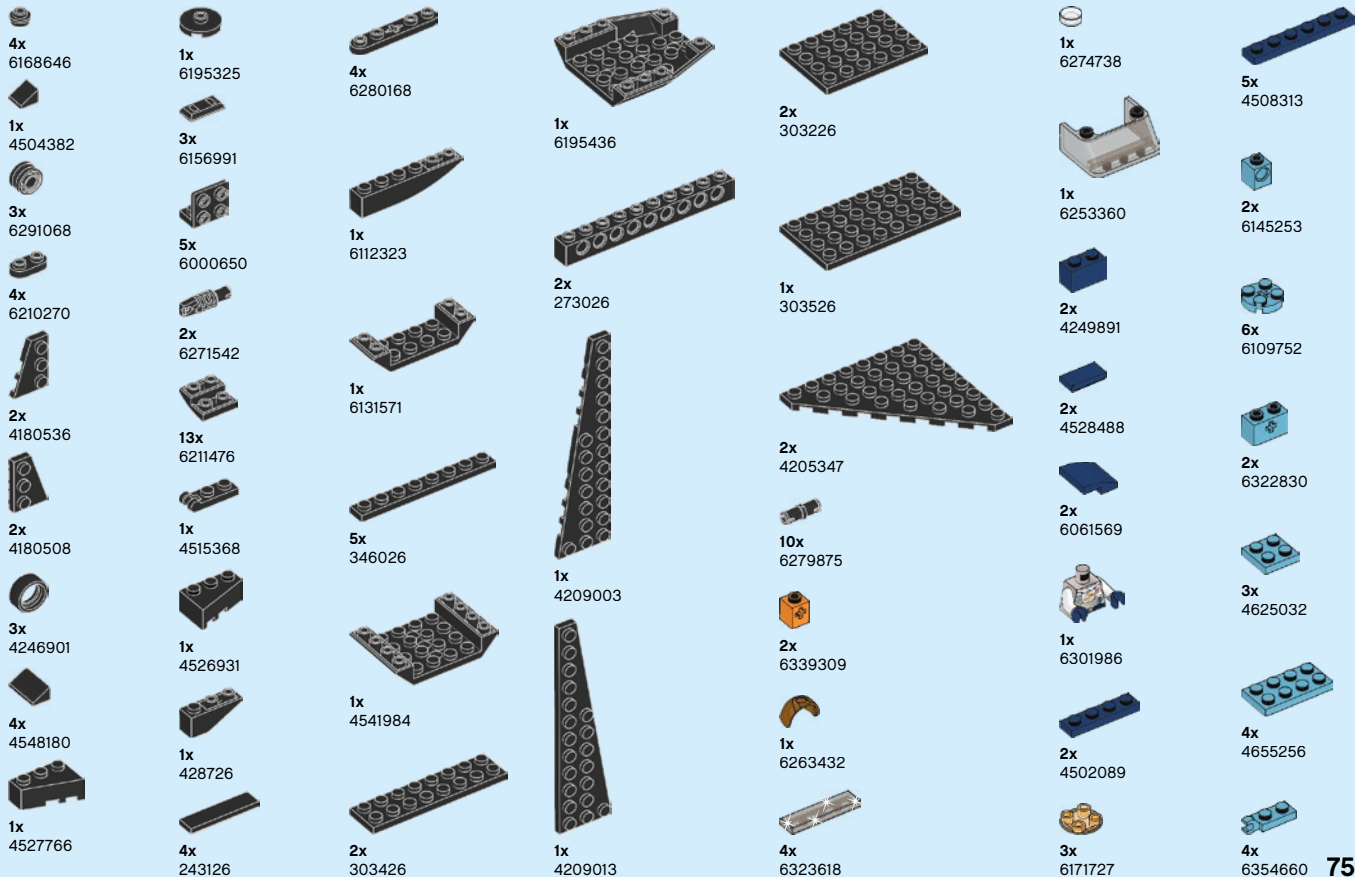 4x
6168646
1x
4504382
3x
6291068
4x
6210270
2x
4180536
2x
4180508
3x
4246901
4x
4548180
1x
4527766
1x
6195325
3x
6156991
5x
6000650
2x
6271542
13x
6211476
1x
4515368
1x
4526931
1x
428726
4x
243126
4x
6280168
1x
6112323
1x
6131571
5x
346026
1x
4541984
2x
303426
1x
6195436
2x
273026
1x
4209003
1x
4209013
2x
303226
1x
303526
2x
4205347
10x
6279875
2x
6339309
1x
6263432
4x
6323618
1x
6274738
1x
6253360
2x
4249891
2x
4528488
2x
6061569
1x
6301986
2x
4502089
3x
6171727
5x
4508313
2x
6145253
6x
6109752
2x
6322830
3x
4625032
4x
4655256
4x
6354660
75